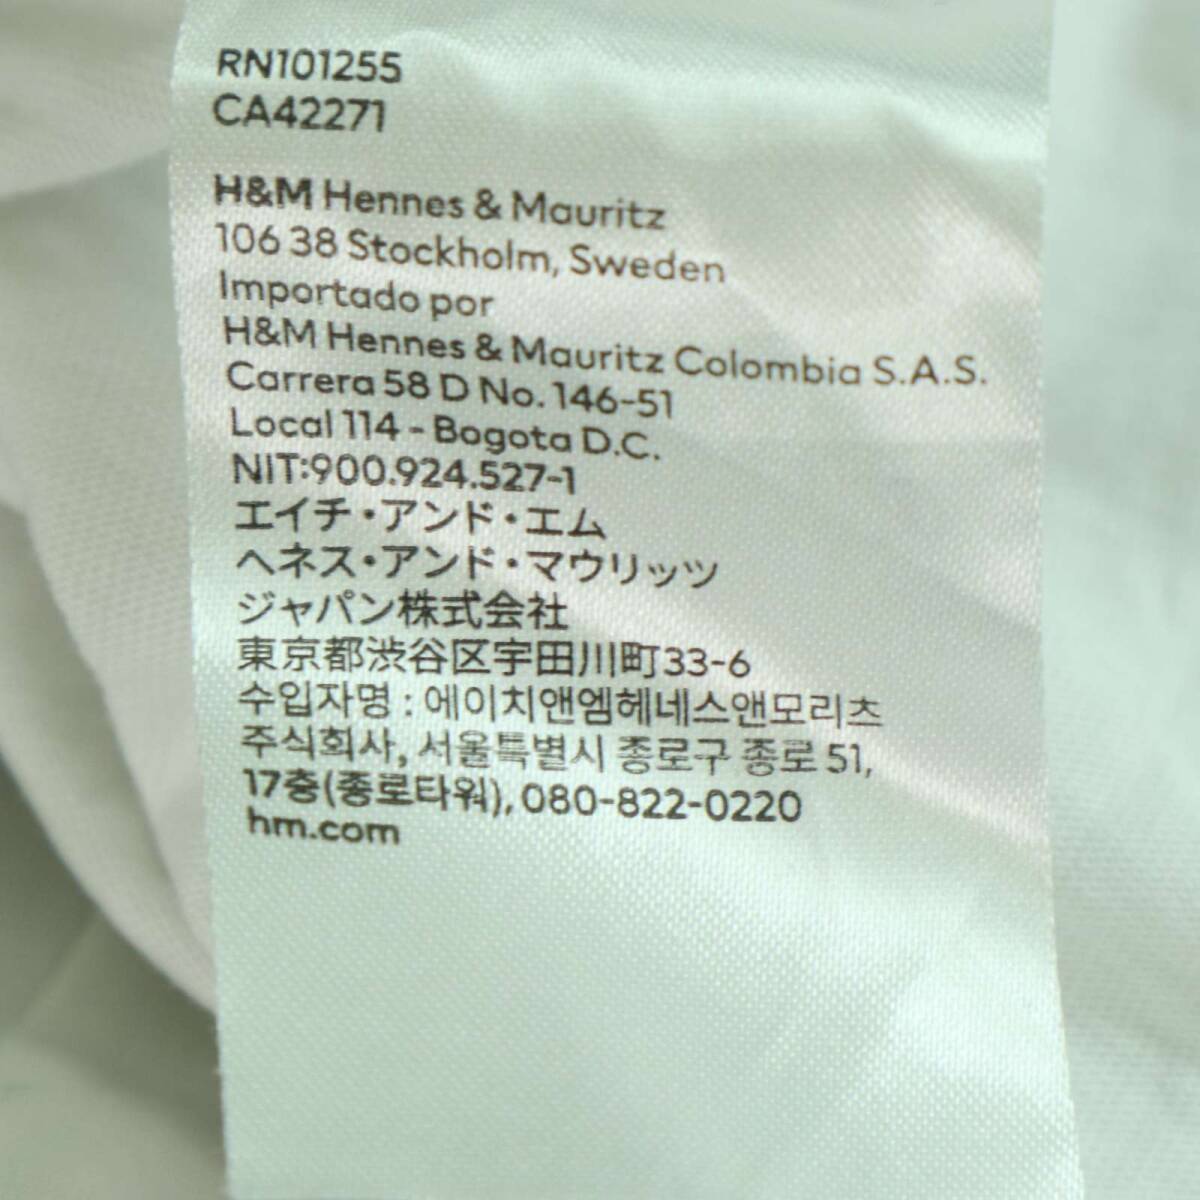 RN101255
CA42271
H&M Hennes & Mauritz
106 38 Stockholm, Sweden
Importado por
H&M Hennes & Mauritz Colombia S.A.S.
Carrera 58 D No. 146-51
Local 114 - Bogota D.C.
NIT:900.924.527-1
エイチ・アンド・エム
ヘネス・アンド・マウリッツ
ジャパン株式会社
東京都渋谷区宇田川町33-6
수입자명 : 에이치앤엠헤네스앤모리츠
주식회사, 서울특별시 종로구 종로 51,
17층(종로타워), 080-822-0220
hm.com